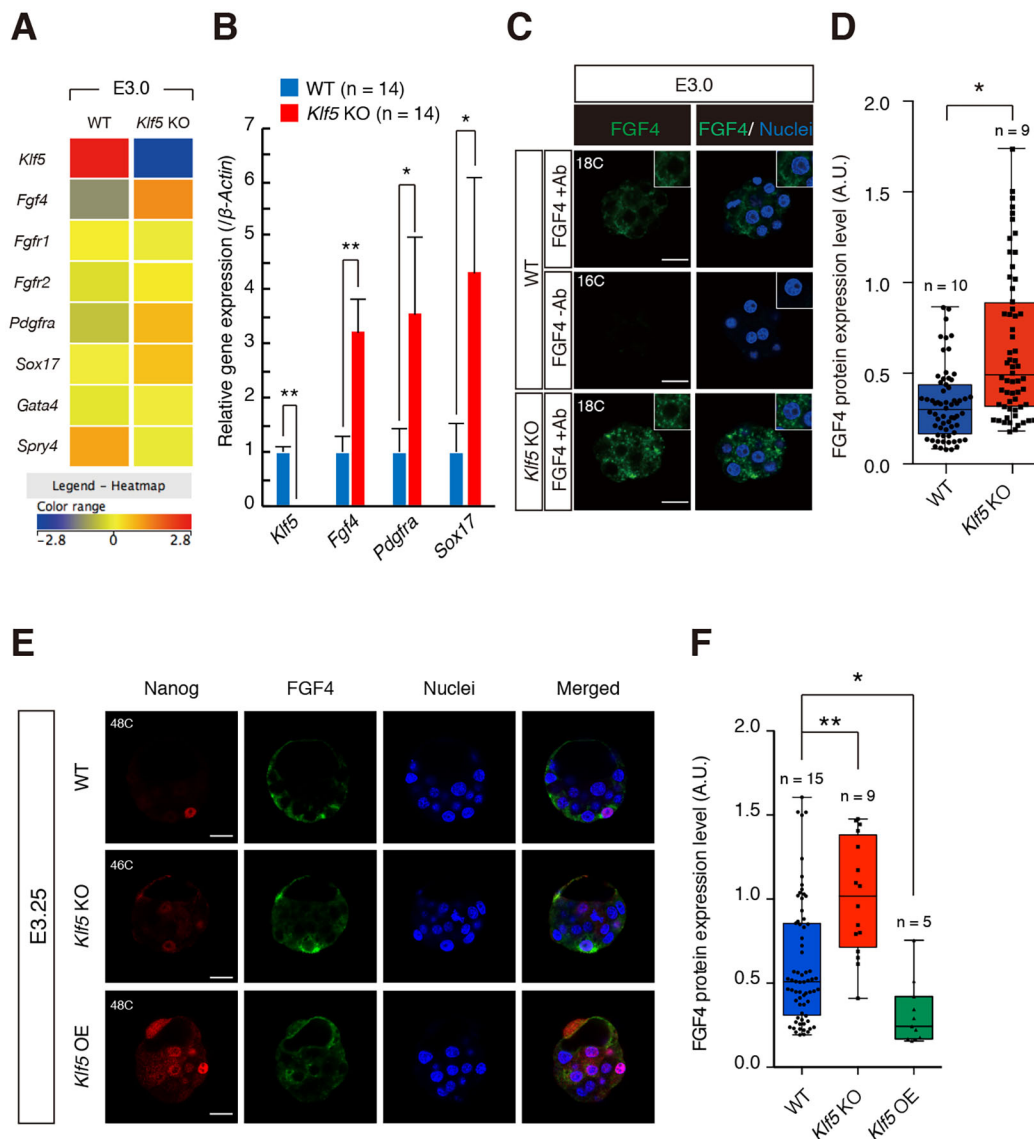 A
E3.0
WT Klf5 KO
Klf5
Fgf4
Fgfr1
Fgfr2
Pdgfra
Sox17
Gata4
Spry4
Legend – Heatmap
Color range
−2.8 0 2.8
B
WT (n = 14)
Klf5 KO (n = 14)
Relative gene expression (/β-Actin)
7
6
5
4
3
2
1
0
**
**
*
*
Klf5 Fgf4 Pdgfra Sox17
C
E3.0
FGF4 FGF4/ Nuclei
WT
FGF4 +Ab
18C
FGF4 -Ab
16C
Klf5 KO
FGF4 +Ab
18C
D
FGF4 protein expression level (A.U.)
2.0
1.5
1.0
0.5
0.0
*
n = 9
n = 10
WT Klf5 KO
E
Nanog FGF4 Nuclei Merged
E3.25
WT
48C
Klf5 KO
46C
Klf5 OE
48C
F
FGF4 protein expression level (A.U.)
2.0
1.5
1.0
0.5
0.0
*
**
n = 15
n = 9
n = 5
WT Klf5 KO Klf5 OE